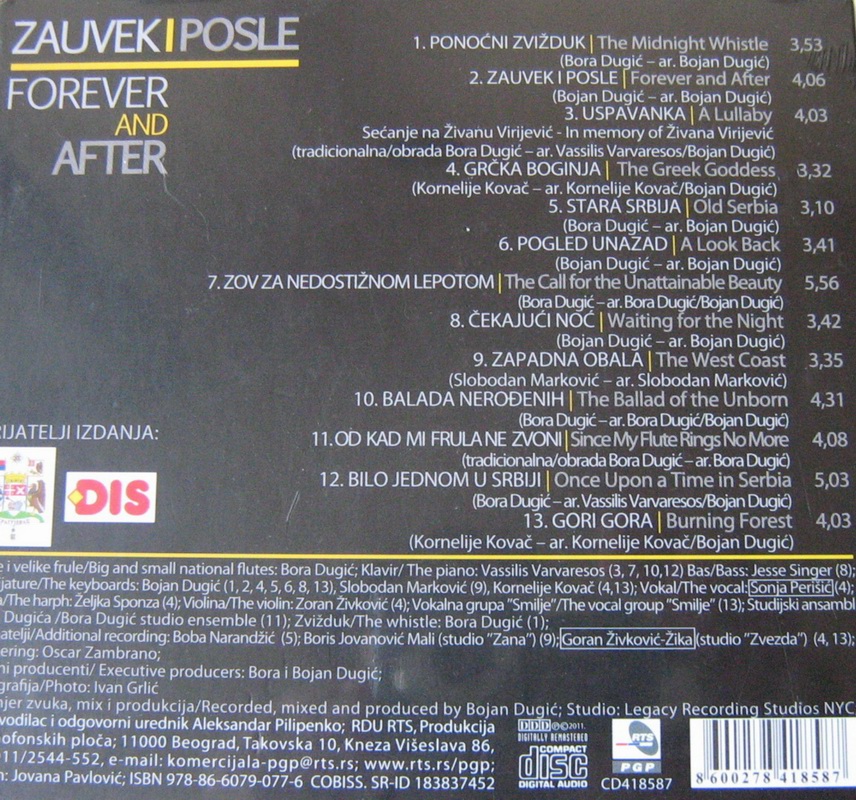 ZAUVEK I POSLE
FOREVER
AND
AFTER
1. PONOĆNI ZVIŽDUK | The Midnight Whistle 3,53
(Bora Dugić – ar. Bojan Dugić)
2. ZAUVEK I POSLE | Forever and After 4,06
(Bojan Dugić – ar. Bojan Dugić)
3. USPAVANKA | A Lullaby 4,03
Sećanje na Živanu Virijević - In memory of Živana Virijević
(tradicionalna/obrada Bora Dugić – ar. Vassilis Varvaresos/Bojan Dugić)
4. GRČKA BOGINJA | The Greek Goddess 3,32
(Kornelije Kovač – ar. Kornelije Kovač/Bojan Dugić)
5. STARA SRBIJA | Old Serbia 3,10
(Bora Dugić – ar. Bojan Dugić)
6. POGLED UNAZAD | A Look Back 3,41
(Bojan Dugić – ar. Bojan Dugić)
7. ZOV ZA NEDOSTIŽNOM LEPOTOM | The Call for the Unattainable Beauty 5,56
(Bora Dugić – ar. Bora Dugić/Bojan Dugić)
8. ČEKAJUĆI NOĆ | Waiting for the Night 3,42
(Bojan Dugić – ar. Bojan Dugić)
9. ZAPADNA OBALA | The West Coast 3,35
(Slobodan Marković – ar. Slobodan Marković)
10. BALADA NEROĐENIH | The Ballad of the Unborn 4,31
(Bora Dugić – ar. Bora Dugić/Bojan Dugić)
11. OD KAD MI FRULA NE ZVONI | Since My Flute Rings No More 4,08
(tradicionalna/obrada Bora Dugić – ar. Bora Dugić)
12. BILO JEDNOM U SRBIJI | Once Upon a Time in Serbia 5,03
(Bora Dugić – ar. Vassilis Varvaresos/Bojan Dugić)
13. GORI GORA | Burning Forest 4,03
(Kornelije Kovač – ar. Kornelije Kovač/Bojan Dugić)
RIJATELJI IZDANJA:
DIS
e i velike frule/Big and small national flutes: Bora Dugić; Klavir/ The piano: Vassilis Varvaresos (3, 7, 10,12) Bas/Bass: Jesse Singer (8);
ijature/The keyboards: Bojan Dugić (1, 2, 4, 5, 6, 8, 13), Slobodan Marković (9), Kornelije Kovač (4,13); Vokal/The vocal: Sonja Perišić (4);
a/The harph: Željka Sponza (4); Violina/The violin: Zoran Živković (4); Vokalna grupa "Smilje"/The vocal group "Smilje" (13); Studijski ansambl
Dugića /Bora Dugić studio ensemble (11); Zvižduk/The whistle: Bora Dugić (1);
atelji/Additional recording: Boba Narandžić (5); Boris Jovanović Mali (studio "Zana") (9); Goran Živković-Žika (studio "Zvezda") (4, 13);
ering: Oscar Zambrano;
ni producenti/ Executive producers: Bora i Bojan Dugić;
grafija/Photo: Ivan Grlić
njer zvuka, mix i produkcija/Recorded, mixed and produced by Bojan Dugić; Studio: Legacy Recording Studios NYC
vodilac i odgovorni urednik Aleksandar Pilipenko; RDU RTS, Produkcija
ofonskih ploča; 11000 Beograd, Takovska 10, Kneza Višeslava 86,
011/2544-552, e-mail: komercijala-pgp@rts.rs; www.rts.rs/pgp;
n: Jovana Pavlović; ISBN 978-86-6079-077-6 COBISS. SR-ID 183837452
DDD ℗©2011.
DIGITALLY REMASTERED
COMPACT
disc
DIGITAL AUDIO
RTS
PGP
CD418587
8 600278 418587